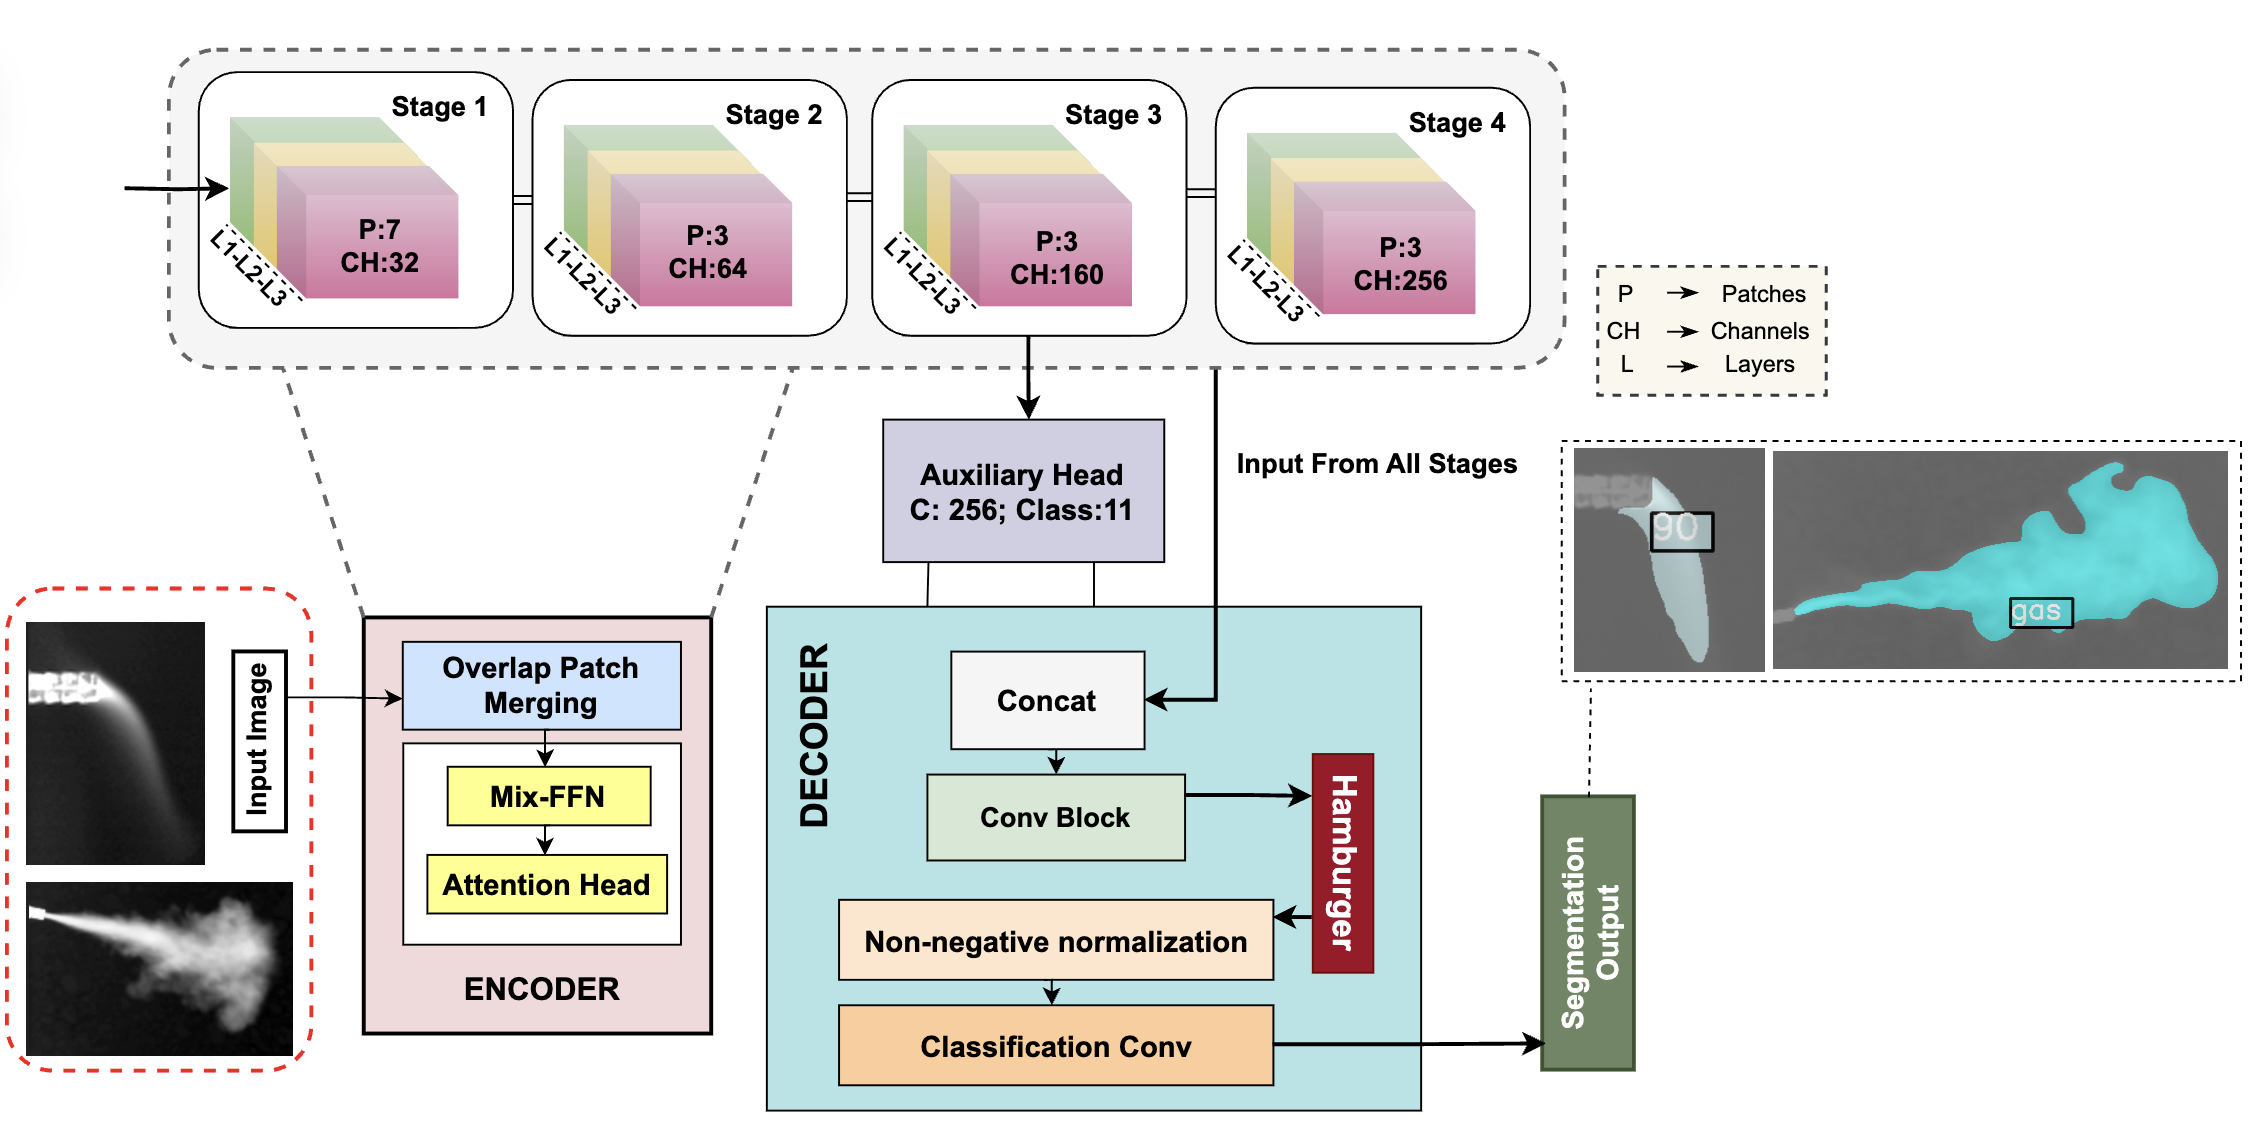 Stage 1
P:7
CH:32
L1-L2-L3
Stage 2
P:3
CH:64
L1-L2-L3
Stage 3
P:3
CH:160
L1-L2-L3
Stage 4
P:3
CH:256
L1-L2-L3
P → Patches
CH → Channels
L → Layers
Auxiliary Head
C: 256; Class:11
Input From All Stages
90
gas
Input Image
Overlap Patch
Merging
Mix-FFN
Attention Head
ENCODER
DECODER
Concat
Conv Block
Hamburger
Non-negative normalization
Classification Conv
Segmentation
Output